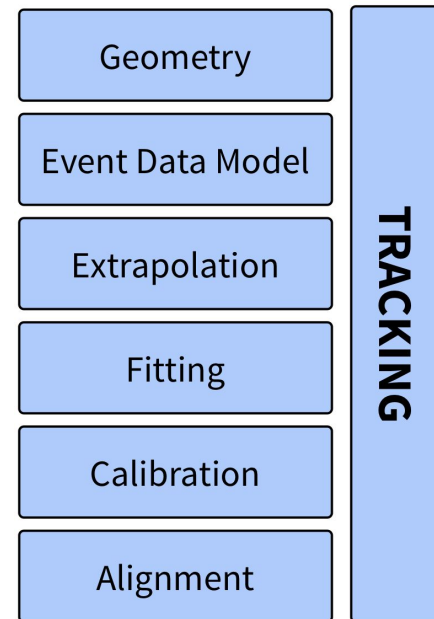 Geometry
Event Data Model
Extrapolation
Fitting
Calibration
Alignment
TRACKING